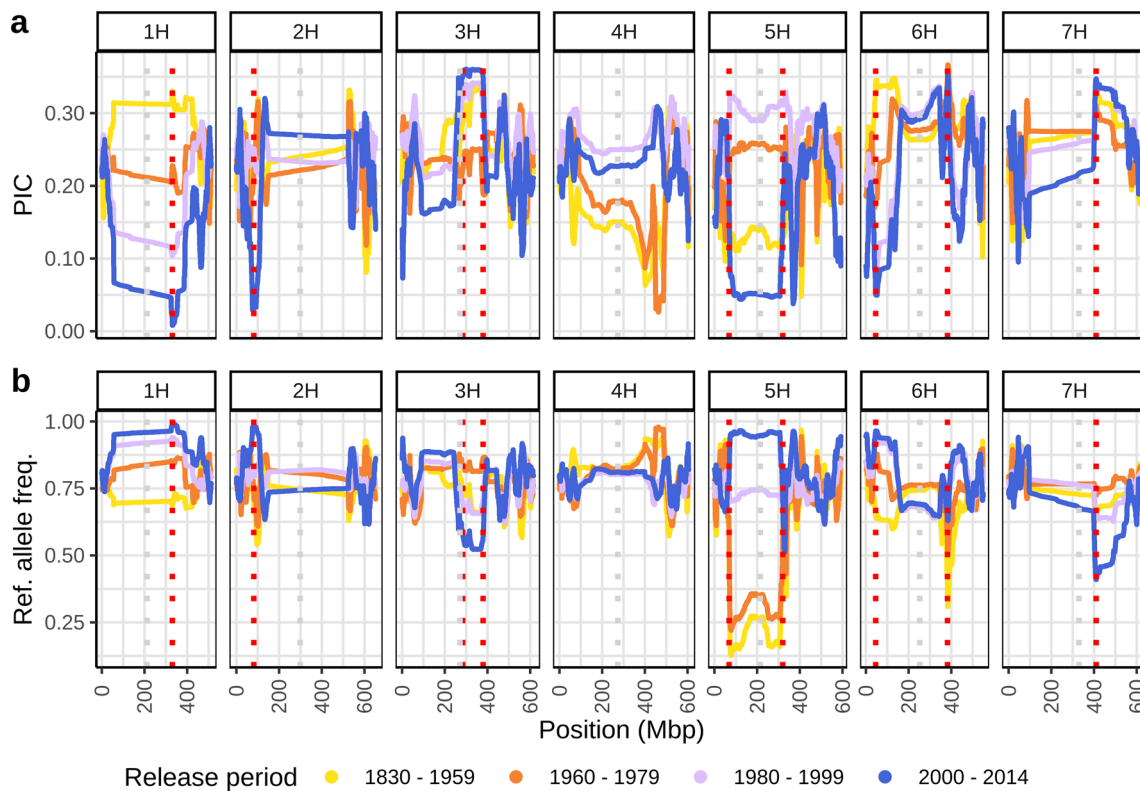 a
1H 2H 3H 4H 5H 6H 7H
PIC
0.30
0.20
0.10
0.00
b
1H 2H 3H 4H 5H 6H 7H
Ref. allele freq.
1.00
0.75
0.50
0.25
0 200 400 600 0 200 400 600 0 200 400 600 0 200 400 600 0 200 400 600 0 200 400 600 0 200 400 600
Position (Mbp)
Release period 1830 - 1959 1960 - 1979 1980 - 1999 2000 - 2014